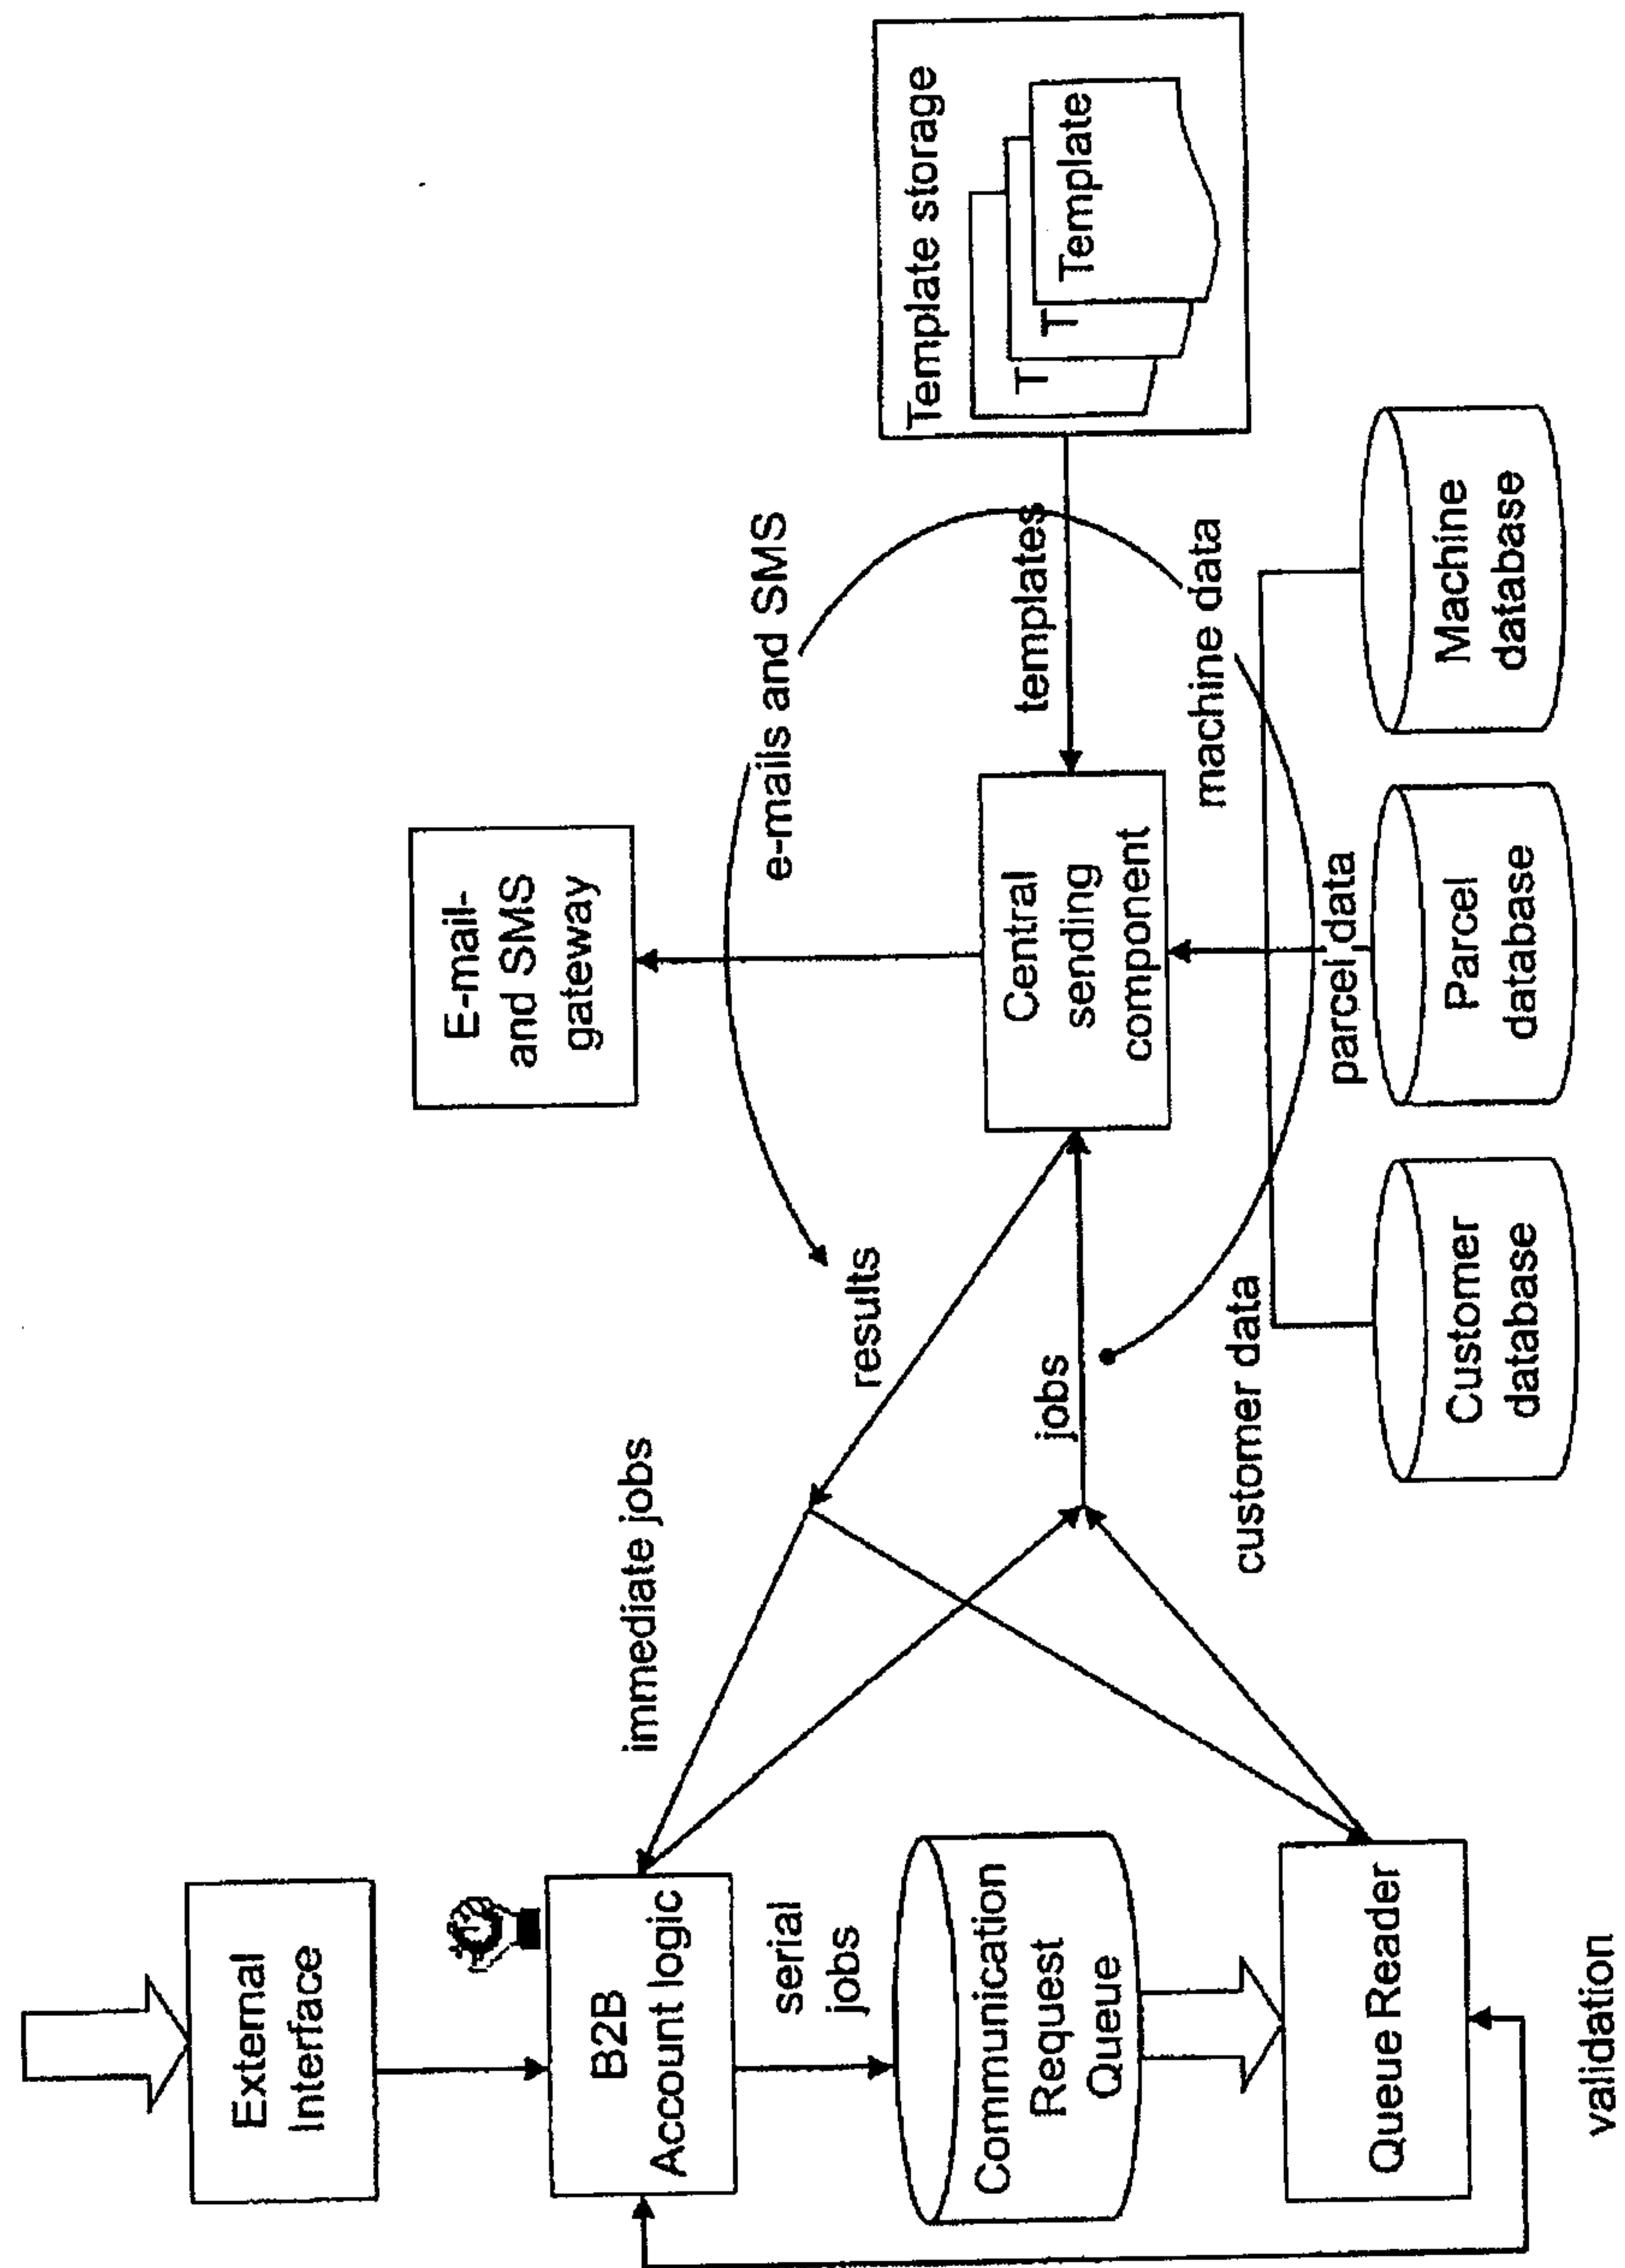 External
Interface
B2B
Account logic
serial
jobs
Communication
Request
Queue
Queue Reader
validation
immediate jobs
results
jobs
customer data
E-mail-
and SMS
gateway
e-mails and SMS
Central
sending
component
templates
machine data
parcel data
Template storage
T
T
Template
Customer
database
Parcel
database
Machine
database